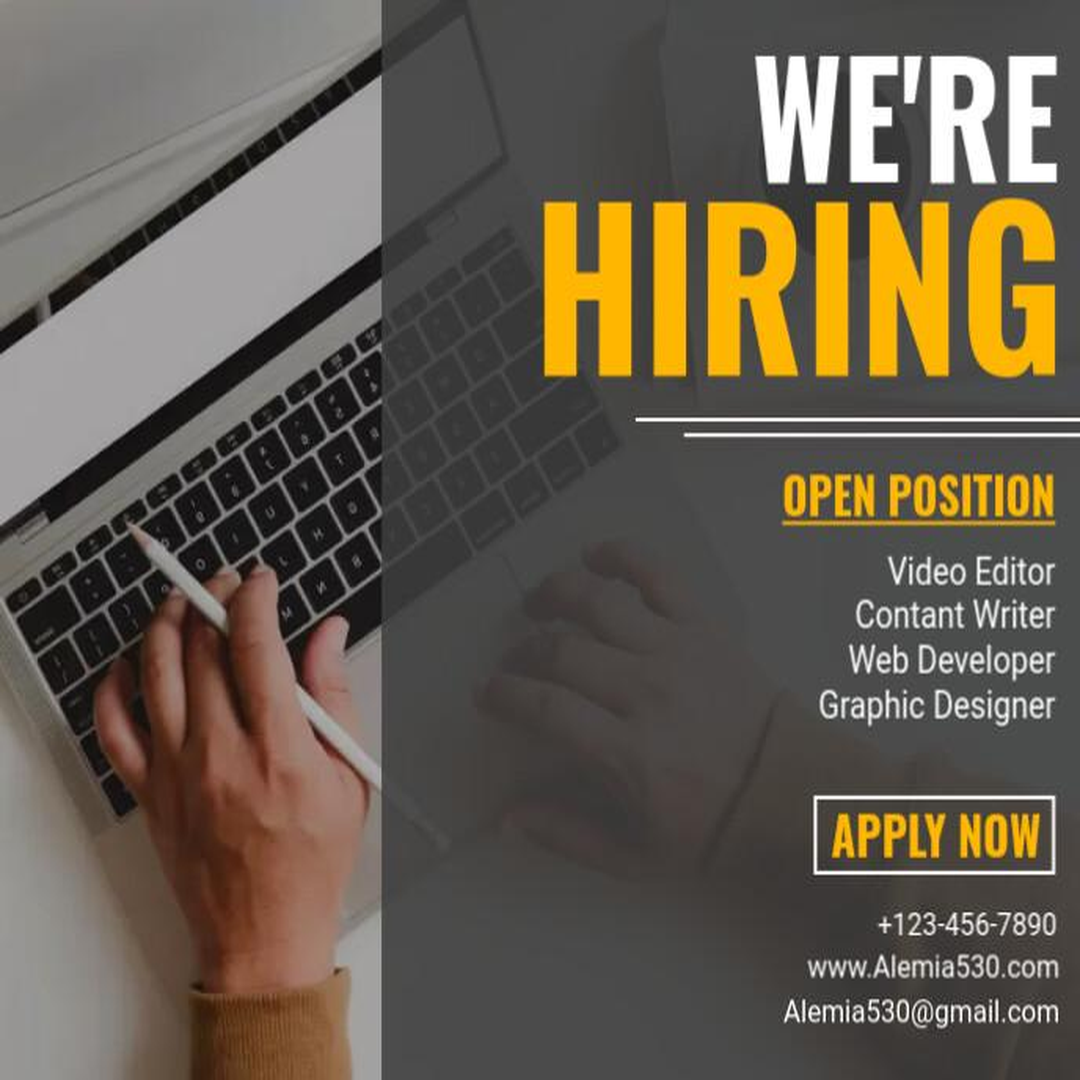 WE'RE
HIRING
OPEN POSITION
Video Editor
Contant Writer
Web Developer
Graphic Designer
APPLY NOW
+123-456-7890
www.Alemia530.com
Alemia530@gmail.com